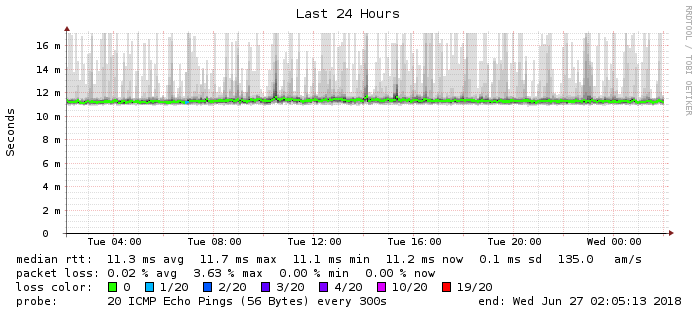 Last 24 Hours
RRDTOOL / TOBI OETIKER
Seconds
16 m
14 m
12 m
10 m
8 m
6 m
4 m
2 m
0
Tue 04:00 Tue 08:00 Tue 12:00 Tue 16:00 Tue 20:00 Wed 00:00
median rtt: 11.3 ms avg 11.7 ms max 11.1 ms min 11.2 ms now 0.1 ms sd 135.0 am/s
packet loss: 0.02 % avg 3.63 % max 0.00 % min 0.00 % now
loss color: 0 1/20 2/20 3/20 4/20 10/20 19/20
probe: 20 ICMP Echo Pings (56 Bytes) every 300s end: Wed Jun 27 02:05:13 2018